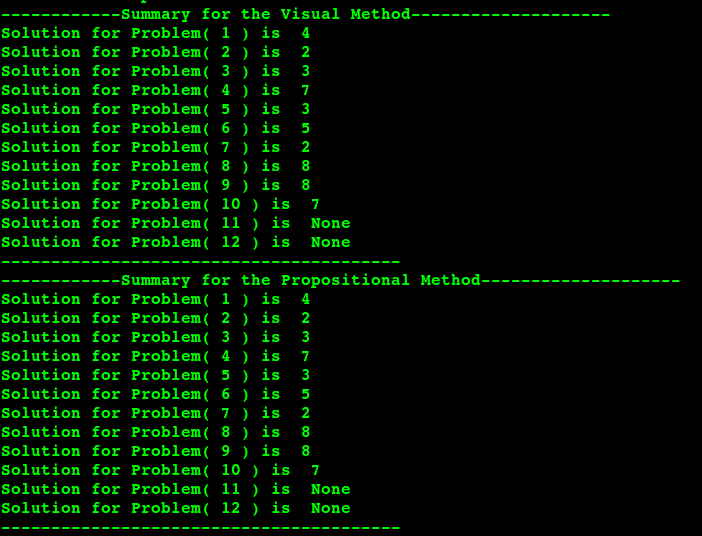 ------------Summary for the Visual Method--------------------
Solution for Problem( 1 ) is  4
Solution for Problem( 2 ) is  2
Solution for Problem( 3 ) is  3
Solution for Problem( 4 ) is  7
Solution for Problem( 5 ) is  3
Solution for Problem( 6 ) is  5
Solution for Problem( 7 ) is  2
Solution for Problem( 8 ) is  8
Solution for Problem( 9 ) is  8
Solution for Problem( 10 ) is  7
Solution for Problem( 11 ) is  None
Solution for Problem( 12 ) is  None
----------------------------------------
------------Summary for the Propositional Method--------------------
Solution for Problem( 1 ) is  4
Solution for Problem( 2 ) is  2
Solution for Problem( 3 ) is  3
Solution for Problem( 4 ) is  7
Solution for Problem( 5 ) is  3
Solution for Problem( 6 ) is  5
Solution for Problem( 7 ) is  2
Solution for Problem( 8 ) is  8
Solution for Problem( 9 ) is  8
Solution for Problem( 10 ) is  7
Solution for Problem( 11 ) is  None
Solution for Problem( 12 ) is  None
----------------------------------------